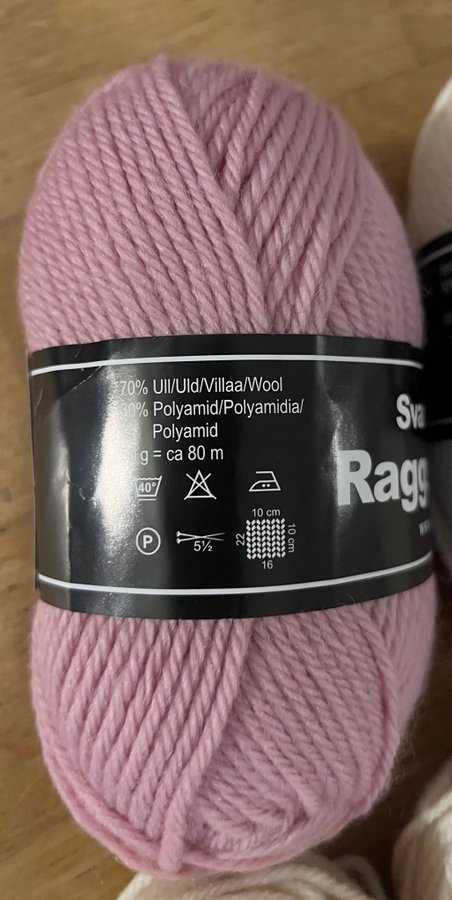 70% Ull/Uld/Villaa/Wool
30% Polyamid/Polyamidia/
Polyamid
g = ca 80 m
40°
P
5½
10 cm
10 cm
22
16
Sva
Ragg